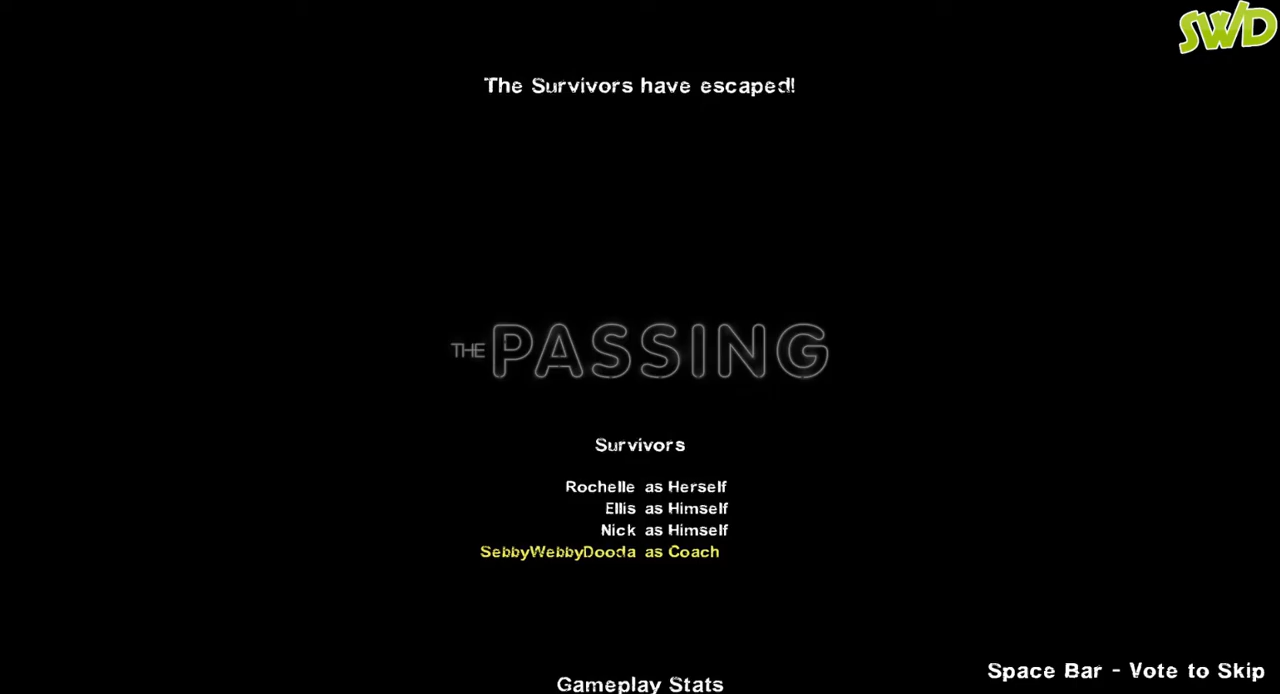 SWD
The Survivors have escaped!
THE PASSING
Survivors
Rochelle as Herself
Ellis as Himself
Nick as Himself
SebbyWebbyDooda as Coach
Space Bar - Vote to Skip
Gameplay Stats